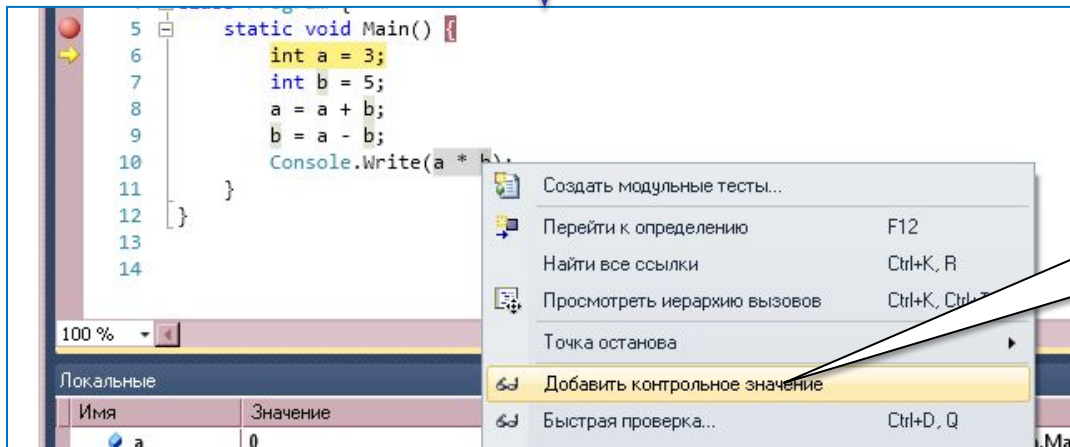 5 static void Main() {
6 int a = 3;
7 int b = 5;
8 a = a + b;
9 b = a - b;
10 Console.Write(a * b);
11 }
12 }
13
14
Создать модульные тесты...
Перейти к определению F12
Найти все ссылки Ctrl+K, R
Просмотреть иерархию вызовов Ctrl+K,
Точка останова
Добавить контрольное значение
Быстрая проверка... Ctrl+D, Q
100 %
Локальные
Имя Значение
a 0